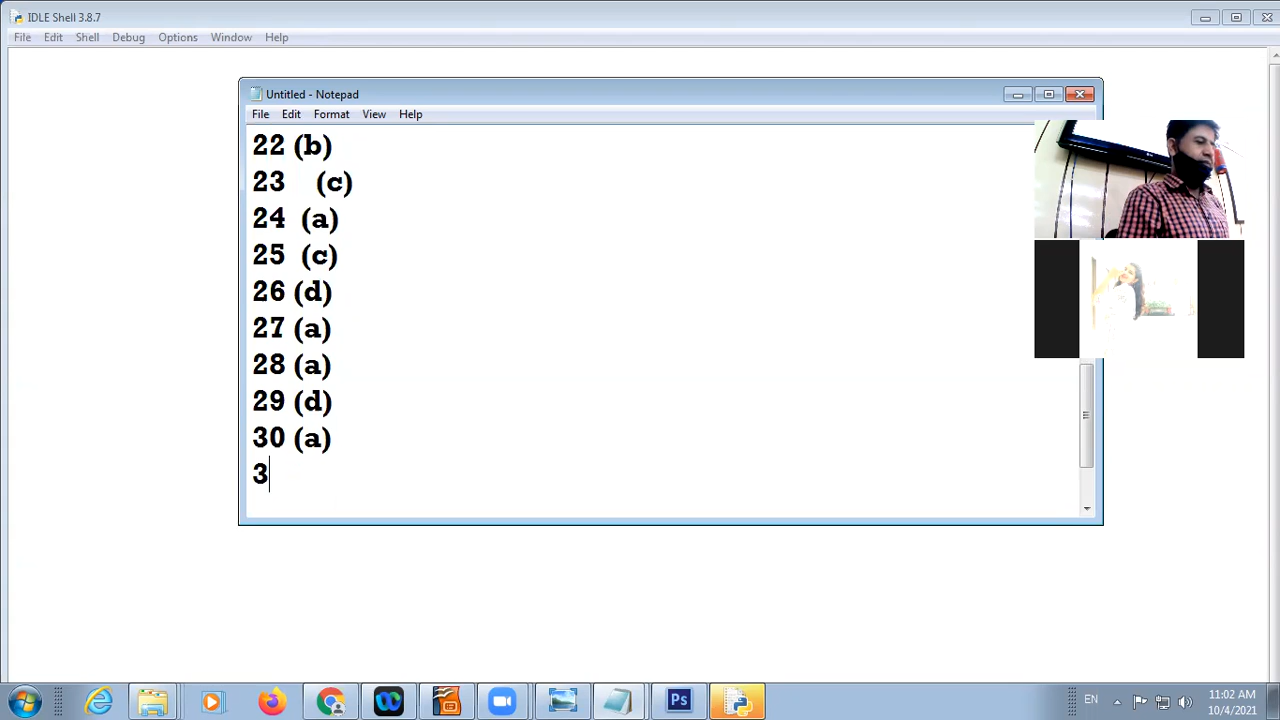 IDLE Shell 3.8.7
File Edit Shell Debug Options Window Help
Untitled - Notepad
File Edit Format View Help
22 (b)
23 (c)
24 (a)
25 (c)
26 (d)
27 (a)
28 (a)
29 (d)
30 (a)
3
Ps
EN
11:02 AM
10/4/2021